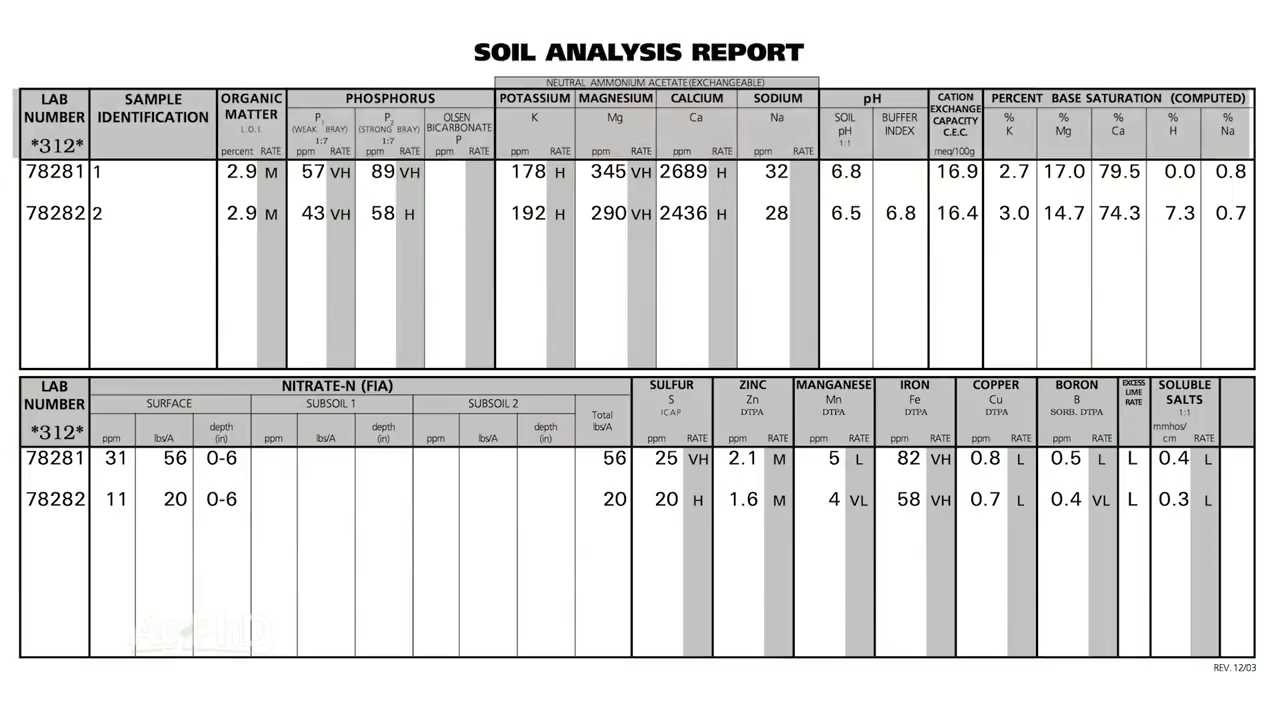 SOIL ANALYSIS REPORT
NEUTRAL AMMONIUM ACETATE (EXCHANGEABLE)
LAB NUMBER *312* SAMPLE IDENTIFICATION ORGANIC MATTER L.O.I. percent RATE PHOSPHORUS P1 (WEAK BRAY) 1:7 ppm RATE P2 (STRONG BRAY) 1:7 ppm RATE OLSEN BICARBONATE P ppm RATE POTASSIUM K ppm RATE MAGNESIUM Mg ppm RATE CALCIUM Ca ppm RATE SODIUM Na ppm RATE pH SOIL pH 1:1 BUFFER INDEX CATION EXCHANGE CAPACITY C.E.C. meq/100g PERCENT BASE SATURATION (COMPUTED) % K % Mg % Ca % H % Na
78281 1 2.9 M 57 VH 89 VH 178 H 345 VH 2689 H 32 6.8 16.9 2.7 17.0 79.5 0.0 0.8
78282 2 2.9 M 43 VH 58 H 192 H 290 VH 2436 H 28 6.5 6.8 16.4 3.0 14.7 74.3 7.3 0.7
LAB NUMBER *312* NITRATE-N (FIA) SURFACE ppm lbs/A depth (in) SUBSOIL 1 ppm lbs/A depth (in) SUBSOIL 2 ppm lbs/A depth (in) Total lbs/A SULFUR S ICAP ppm RATE ZINC Zn DTPA ppm RATE MANGANESE Mn DTPA ppm RATE IRON Fe DTPA ppm RATE COPPER Cu DTPA ppm RATE BORON B SORB. DTPA ppm RATE EXCESS LIME RATE SOLUBLE SALTS 1:1 mmhos/ cm RATE
78281 31 56 0-6 56 25 VH 2.1 M 5 L 82 VH 0.8 L 0.5 L L 0.4 L
78282 11 20 0-6 20 20 H 1.6 M 4 VL 58 VH 0.7 L 0.4 VL L 0.3 L
AgPhD
REV. 12/03